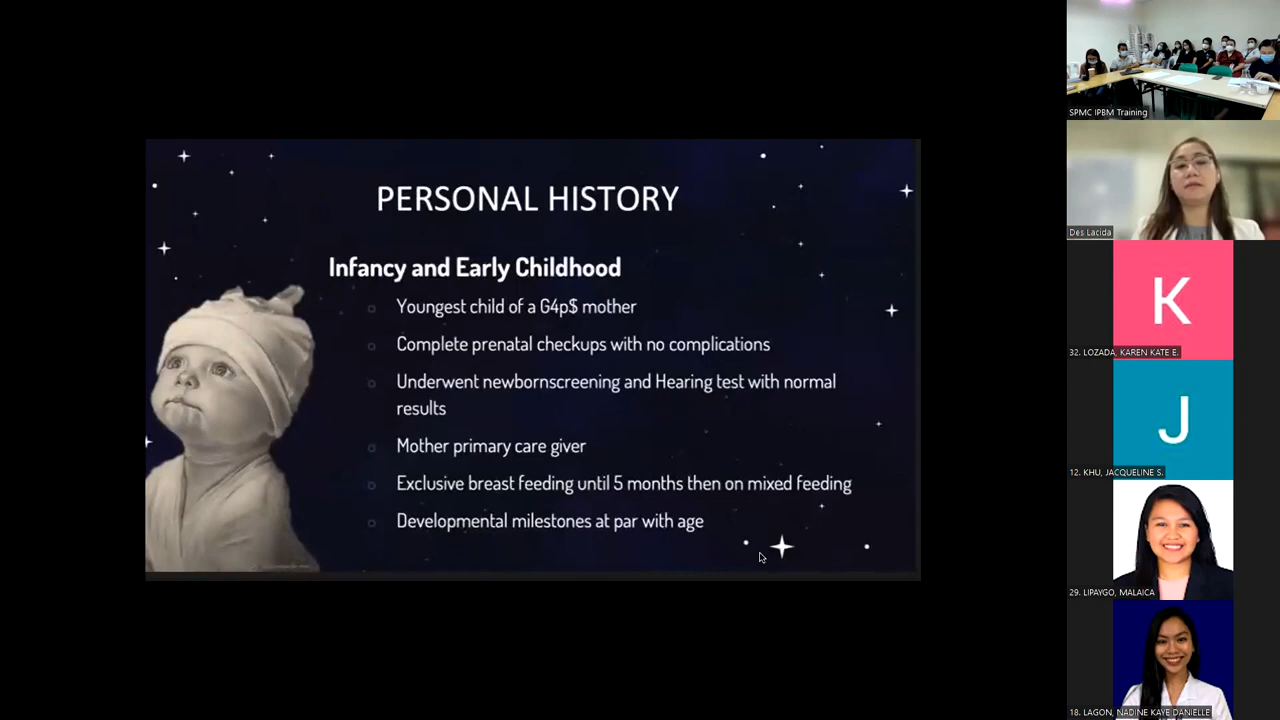 PERSONAL HISTORY
Infancy and Early Childhood
Youngest child of a G4p$ mother
Complete prenatal checkups with no complications
Underwent newbornscreening and Hearing test with normal
results
Mother primary care giver
Exclusive breast feeding until 5 months then on mixed feeding
Developmental milestones at par with age
SPMC IPBM Training
Des Lacida
K
32. LOZADA, KAREN KATE E.
J
12. KHU, JACQUELINE S.
29. LIPAYGO, MALAICA
18. LAGON, NADINE KAYE DANIELLE